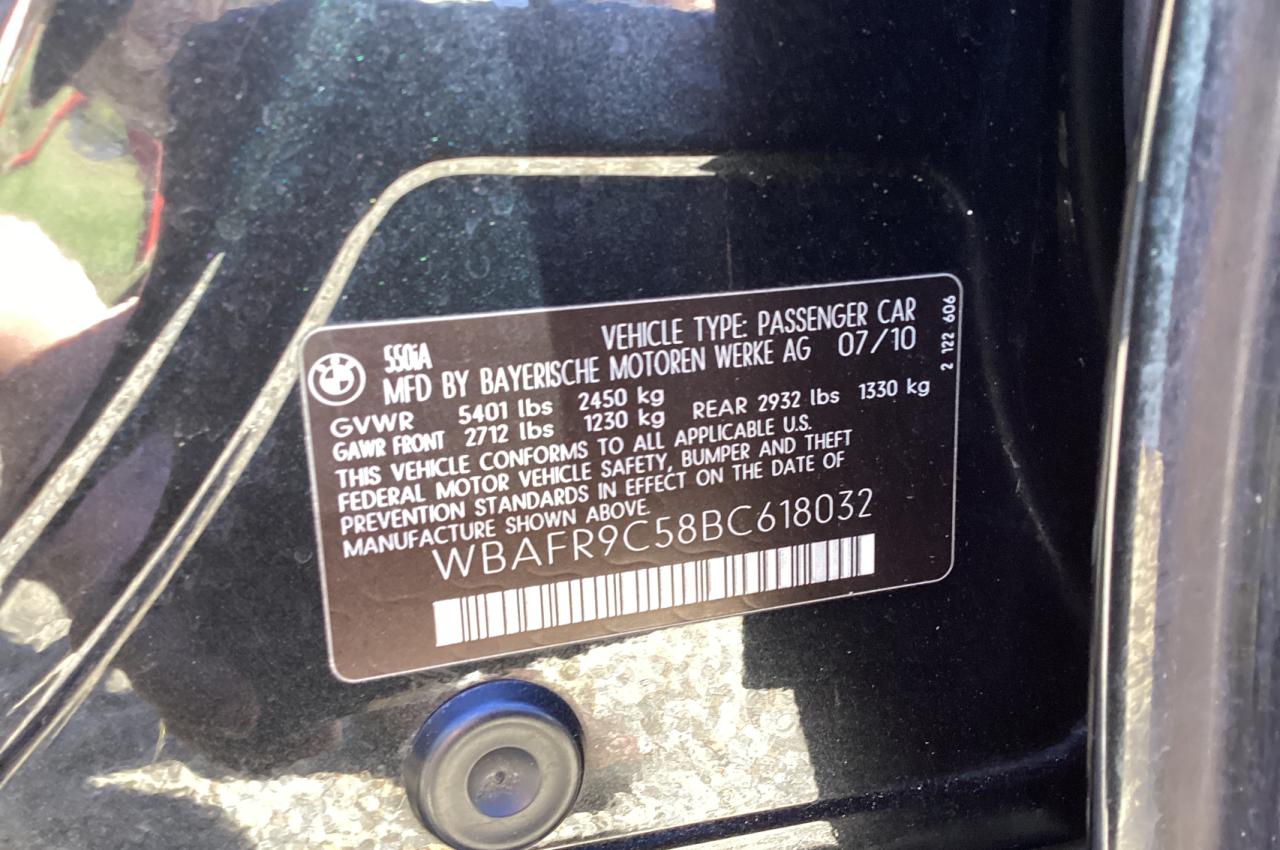 VEHICLE TYPE: PASSENGER CAR
550iA
MFD BY BAYERISCHE MOTOREN WERKE AG 07/10
GVWR 5401 lbs 2450 kg
GAWR FRONT 2712 lbs 1230 kg REAR 2932 lbs 1330 kg
THIS VEHICLE CONFORMS TO ALL APPLICABLE U.S.
FEDERAL MOTOR VEHICLE SAFETY, BUMPER AND THEFT
PREVENTION STANDARDS IN EFFECT ON THE DATE OF
MANUFACTURE SHOWN ABOVE.
WBAFR9C58BC618032
2 122 606